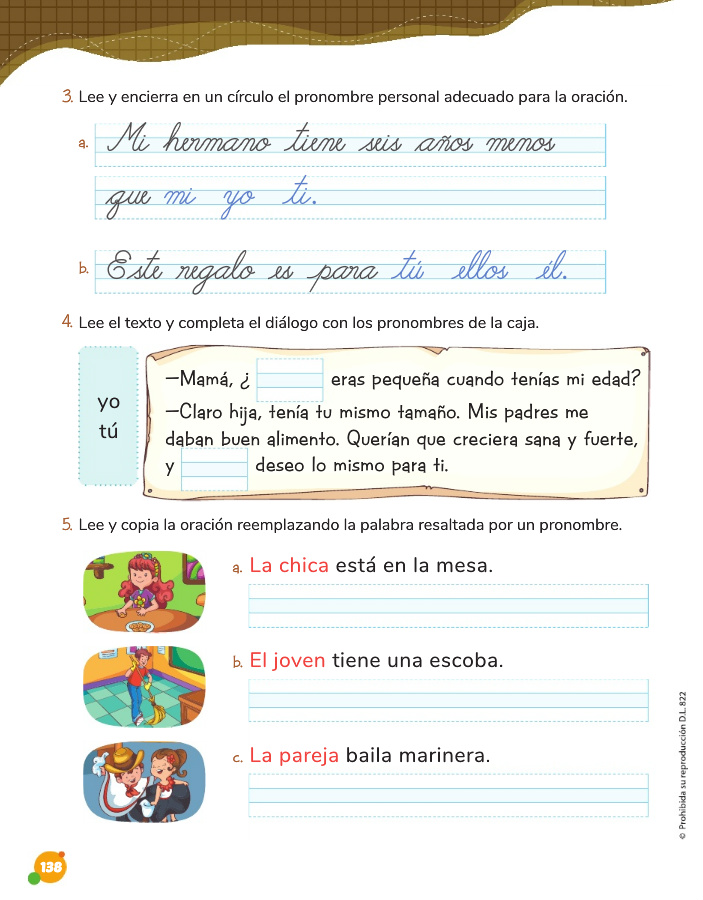 3. Lee y encierra en un círculo el pronombre personal adecuado para la oración.
a. Mi hermano tiene seis años menos
que mi yo ti.
b. Este regalo es para tú ellos él.
4. Lee el texto y completa el diálogo con los pronombres de la caja.
yo
tú
—Mamá, ¿ eras pequeña cuando tenías mi edad?
—Claro hija, tenía tu mismo tamaño. Mis padres me
daban buen alimento. Querían que creciera sana y fuerte,
y deseo lo mismo para ti.
5. Lee y copia la oración reemplazando la palabra resaltada por un pronombre.
a. La chica está en la mesa.
b. El joven tiene una escoba.
c. La pareja baila marinera.
© Prohibida su reproducción D.L. 822
138